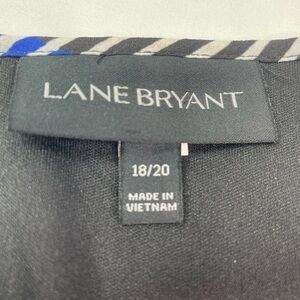 LANE BRYANT
18/20
MADE IN
VIETNAM